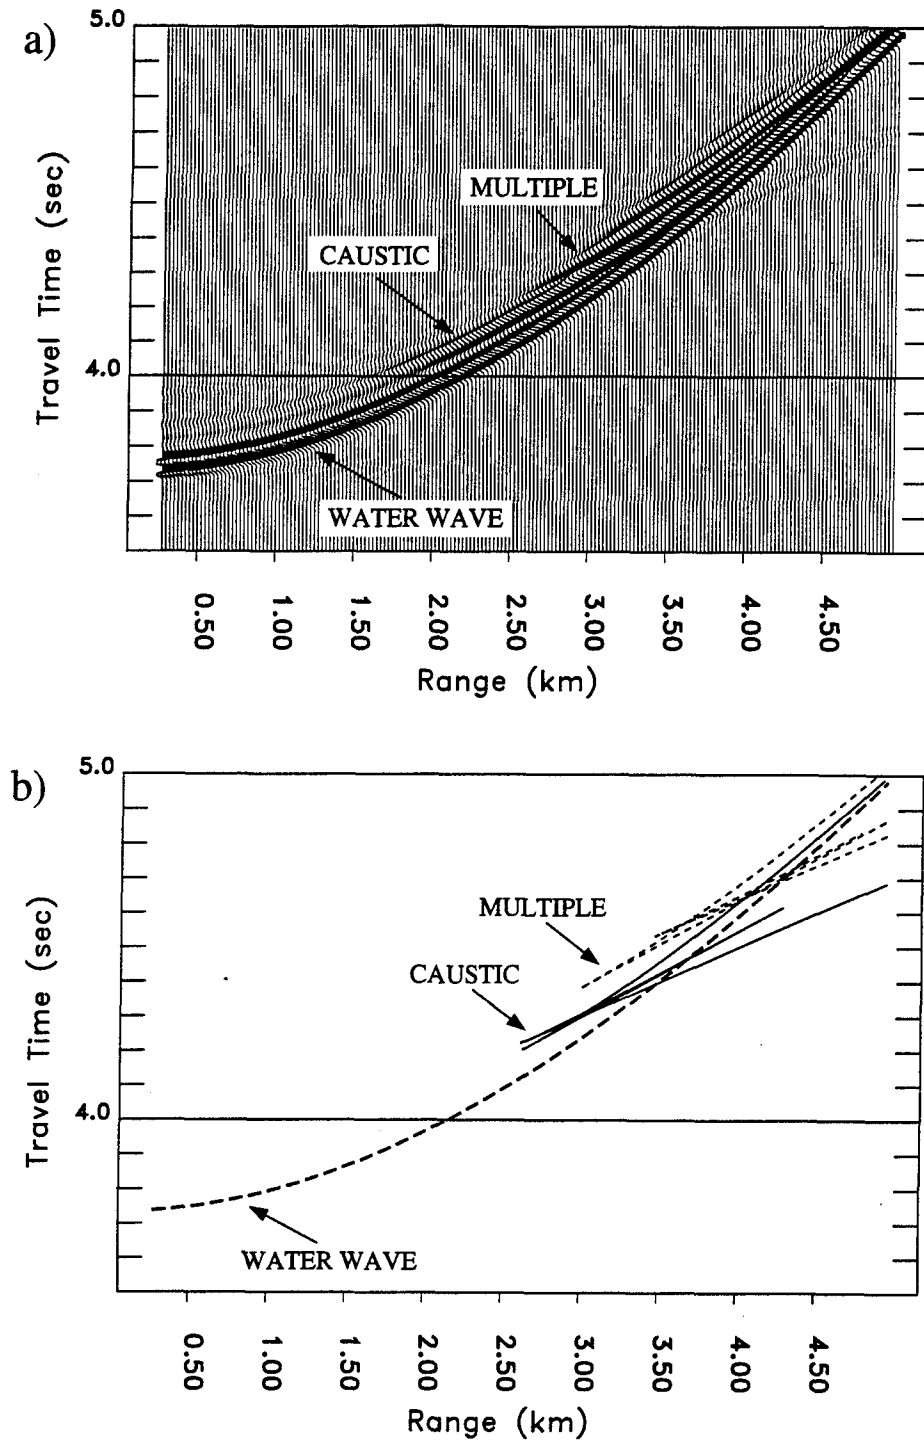 a)
5.0
4.0
Travel Time (sec)
MULTIPLE
CAUSTIC
WATER WAVE
0.50
1.00
1.50
2.00
2.50
3.00
3.50
4.00
4.50
Range (km)
b)
5.0
4.0
Travel Time (sec)
MULTIPLE
CAUSTIC
WATER WAVE
0.50
1.00
1.50
2.00
2.50
3.00
3.50
4.00
4.50
Range (km)